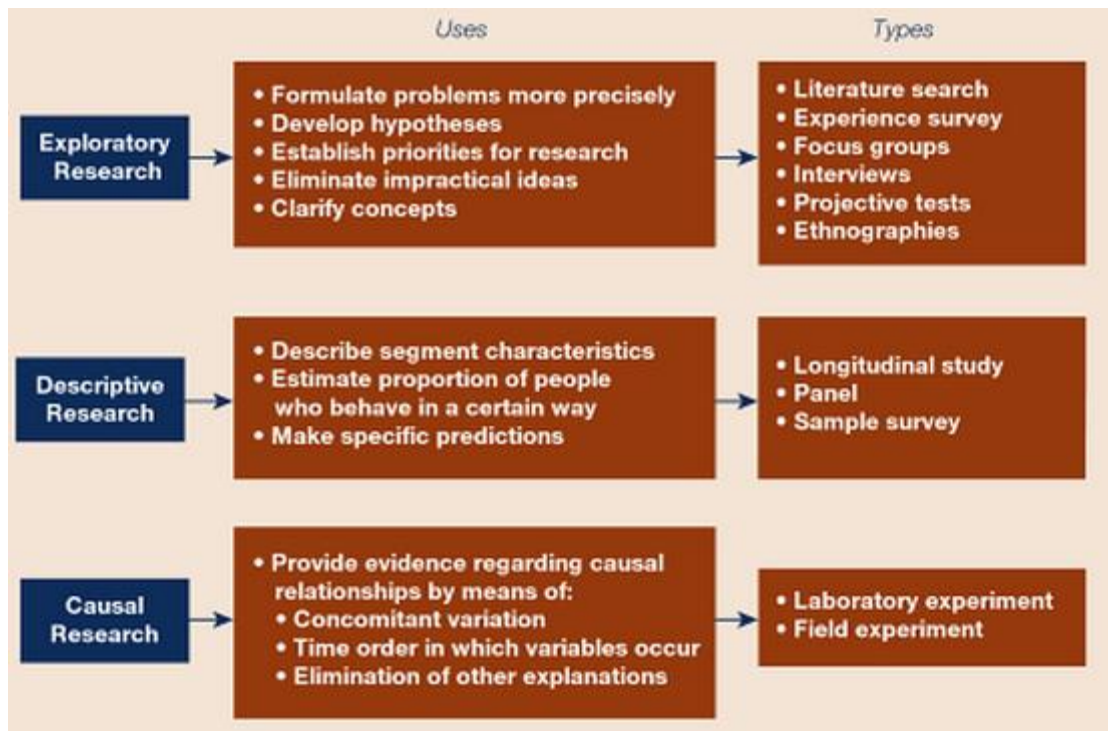 Uses
Types
Exploratory
Research
• Formulate problems more precisely
• Develop hypotheses
• Establish priorities for research
• Eliminate impractical ideas
• Clarify concepts
• Literature search
• Experience survey
• Focus groups
• Interviews
• Projective tests
• Ethnographies
Descriptive
Research
• Describe segment characteristics
• Estimate proportion of people
who behave in a certain way
• Make specific predictions
• Longitudinal study
• Panel
• Sample survey
Causal
Research
• Provide evidence regarding causal
relationships by means of:
• Concomitant variation
• Time order in which variables occur
• Elimination of other explanations
• Laboratory experiment
• Field experiment